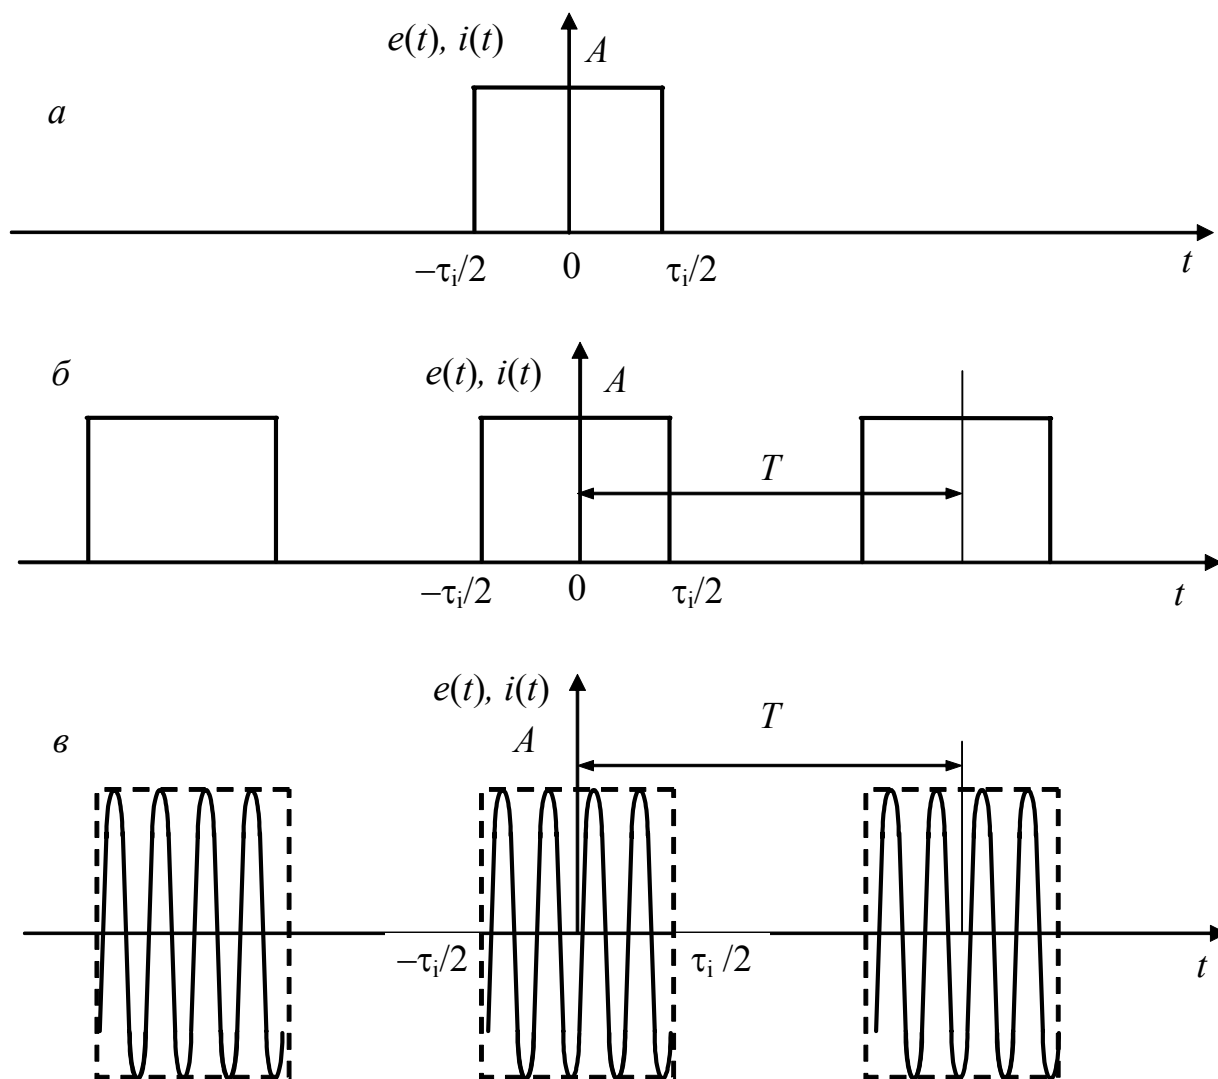 e(t), i(t) A
а
–τi/2 0 τi/2 t
б e(t), i(t) A
T
–τi/2 0 τi/2 t
e(t), i(t)
T
в A
–τi/2 τi /2 t